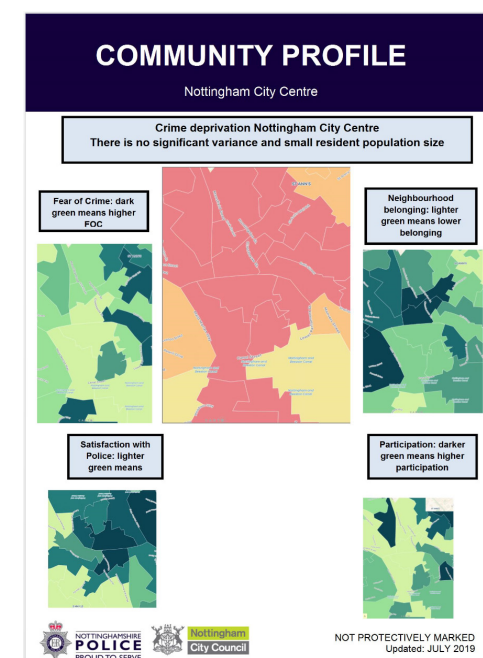 COMMUNITY PROFILE
Nottingham City Centre
Crime deprivation Nottingham City Centre
There is no significant variance and small resident population size
Fear of Crime: dark
green means higher
FOC
Neighbourhood
belonging: lighter
green means lower
belonging
Satisfaction with
Police: lighter
green means
Participation: darker
green means higher
participation
NOTTINGHAMSHIRE
POLICE
PROUD TO SERVE
Nottingham
City Council
NOT PROTECTIVELY MARKED
Updated: JULY 2019